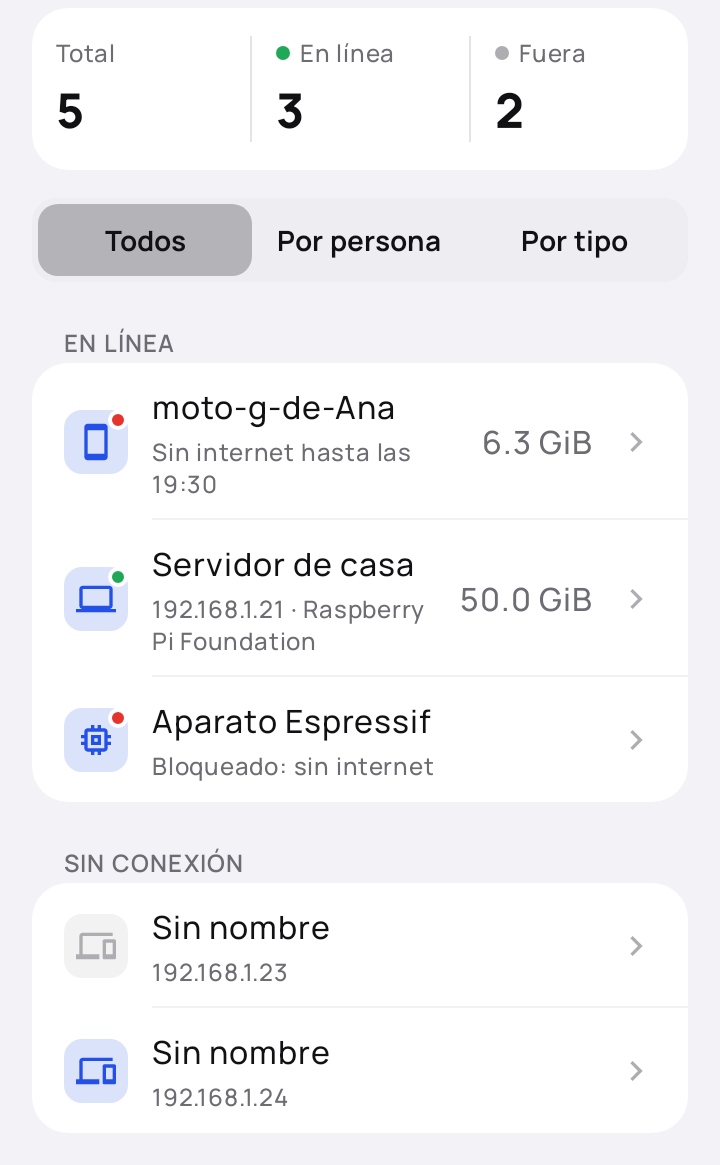 Total
En línea
Fuera
5
3
2
Todos
Por persona
Por tipo
EN LÍNEA
moto-g-de-Ana
Sin internet hasta las
19:30
6.3 GiB
Servidor de casa
192.168.1.21 · Raspberry
Pi Foundation
50.0 GiB
Aparato Espressif
Bloqueado: sin internet
SIN CONEXIÓN
Sin nombre
192.168.1.23
Sin nombre
192.168.1.24